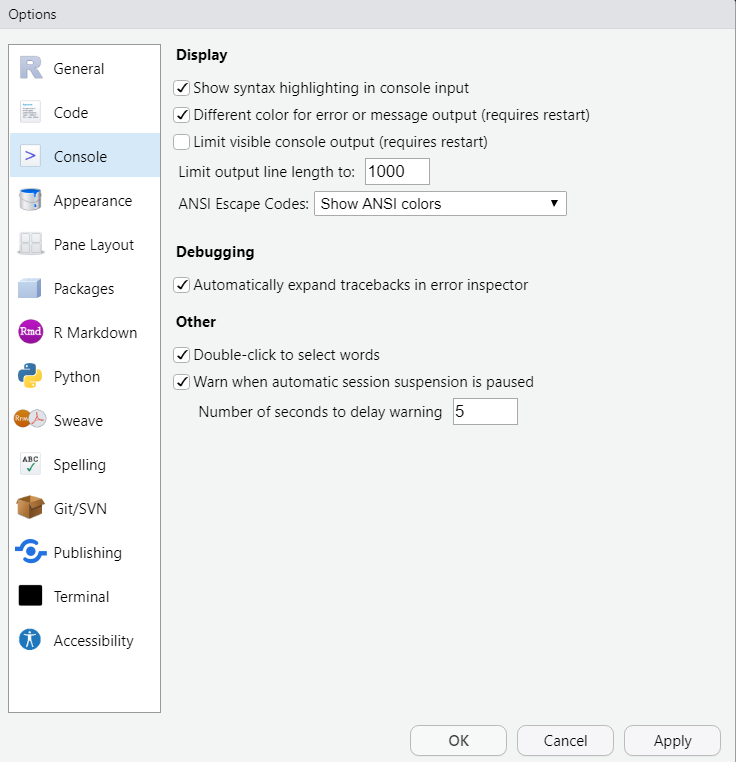 Options
General
Code
Console
Appearance
Pane Layout
Packages
Rmd R Markdown
Python
Rnw Sweave
ABC Spelling
Git/SVN
Publishing
Terminal
Accessibility
Display
Show syntax highlighting in console input
Different color for error or message output (requires restart)
Limit visible console output (requires restart)
Limit output line length to: 1000
ANSI Escape Codes: Show ANSI colors
Debugging
Automatically expand tracebacks in error inspector
Other
Double-click to select words
Warn when automatic session suspension is paused
Number of seconds to delay warning 5
OK Cancel Apply